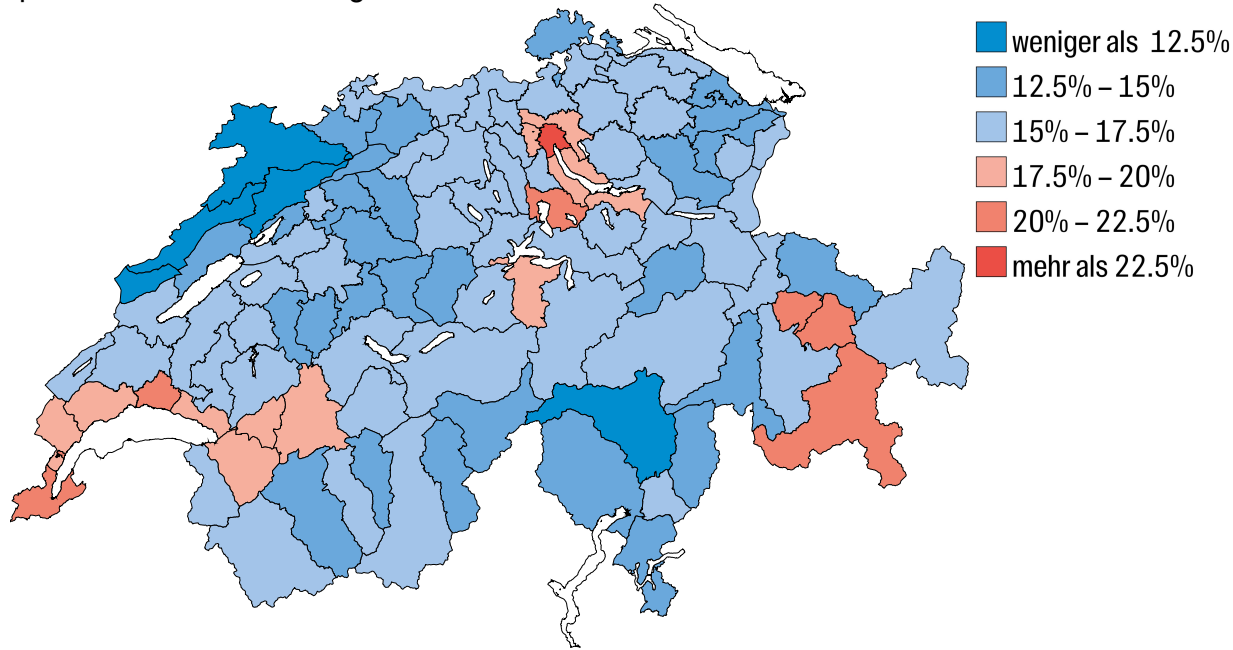 weniger als 12.5%
12.5% – 15%
15% – 17.5%
17.5% – 20%
20% – 22.5%
mehr als 22.5%